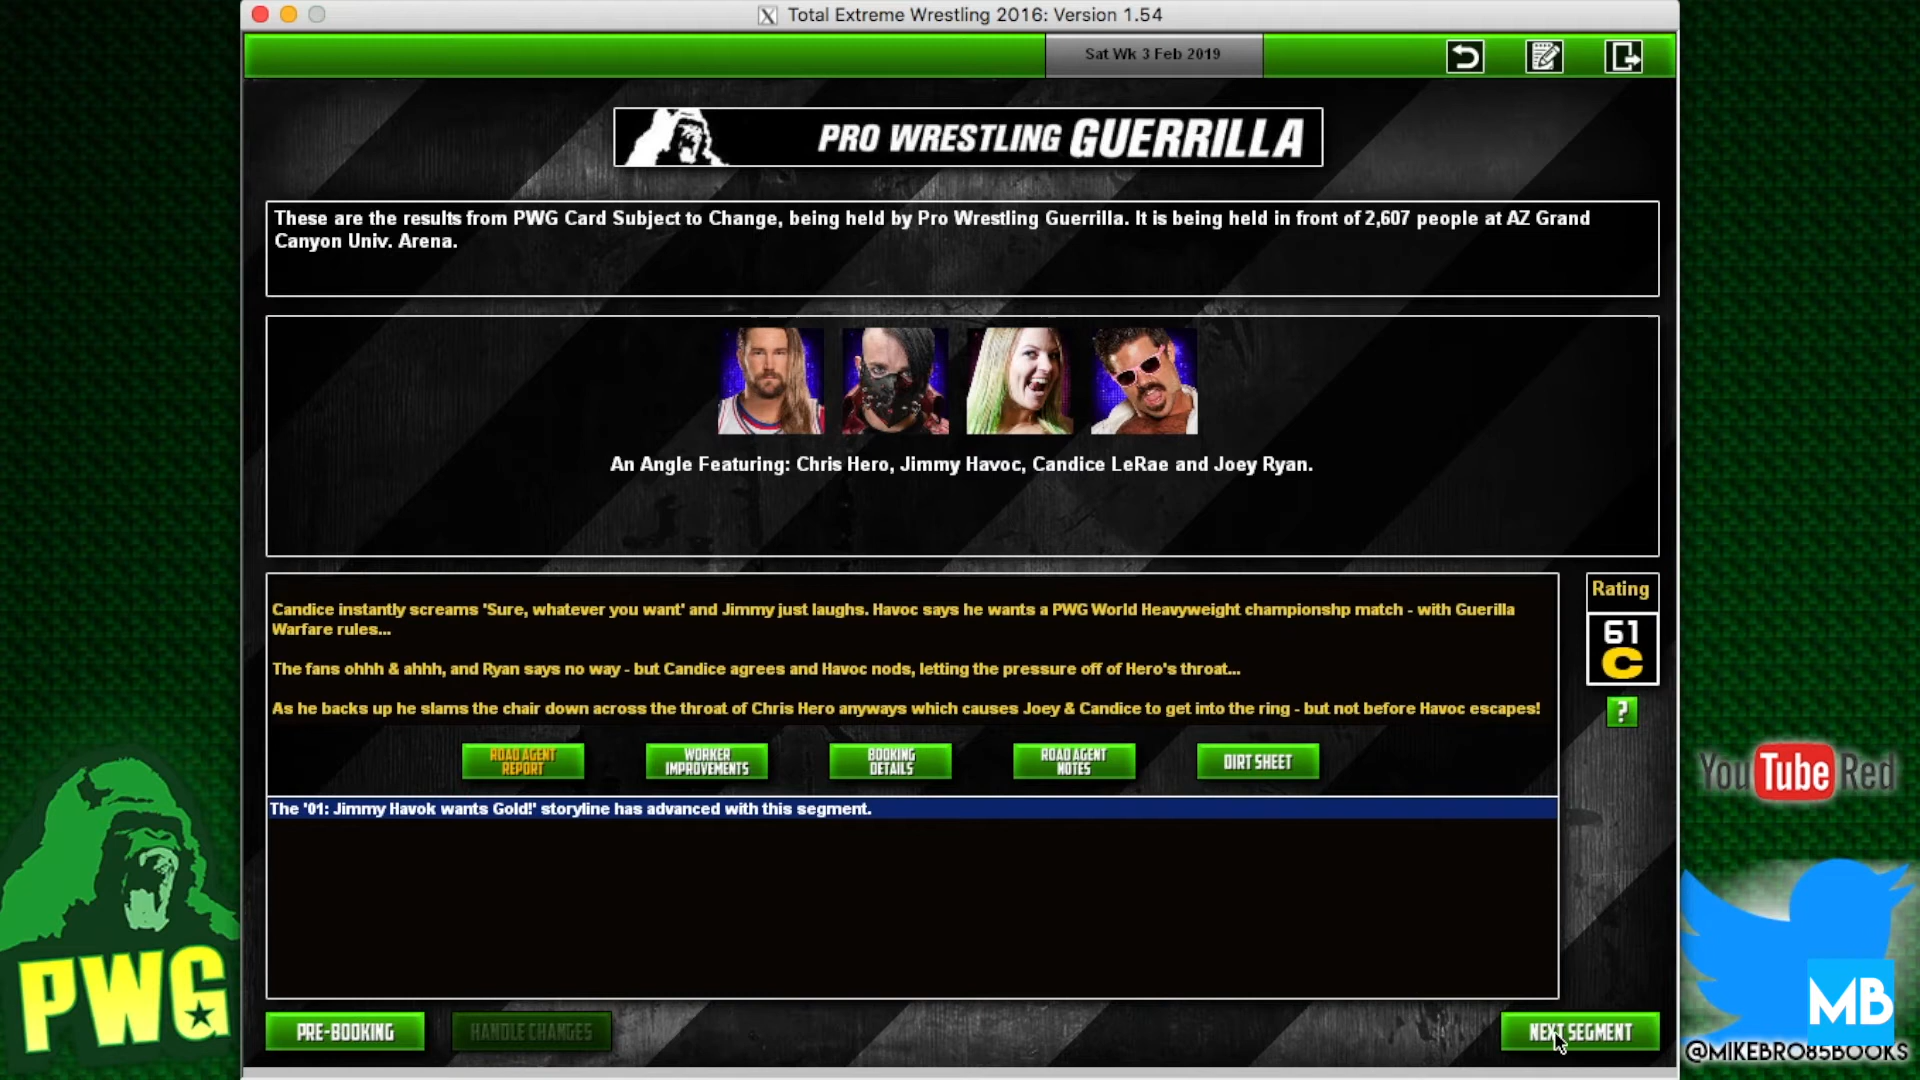 Total Extreme Wrestling 2016: Version 1.54
Sat Wk 3 Feb 2019
PRO WRESTLING GUERRILLA
These are the results from PWG Card Subject to Change, being held by Pro Wrestling Guerrilla. It is being held in front of 2,607 people at AZ Grand
Canyon Univ. Arena.
An Angle Featuring: Chris Hero, Jimmy Havoc, Candice LeRae and Joey Ryan.
Candice instantly screams 'Sure, whatever you want' and Jimmy just laughs. Havoc says he wants a PWG World Heavyweight championshp match - with Guerilla
Warfare rules...
The fans ohhh & ahhh, and Ryan says no way - but Candice agrees and Havoc nods, letting the pressure off of Hero's throat...
As he backs up he slams the chair down across the throat of Chris Hero anyways which causes Joey & Candice to get into the ring - but not before Havoc escapes!
Rating
61
C
?
ROAD AGENT
REPORT
WORKER
IMPROVEMENTS
BOOKING
DETAILS
ROAD AGENT
NOTES
DIRT SHEET
The '01: Jimmy Havok wants Gold!' storyline has advanced with this segment.
PRE-BOOKING
HANDLE CHANGES
NEXT SEGMENT
PWG
YouTube Red
MB
@MIKEBRO85BOOKS